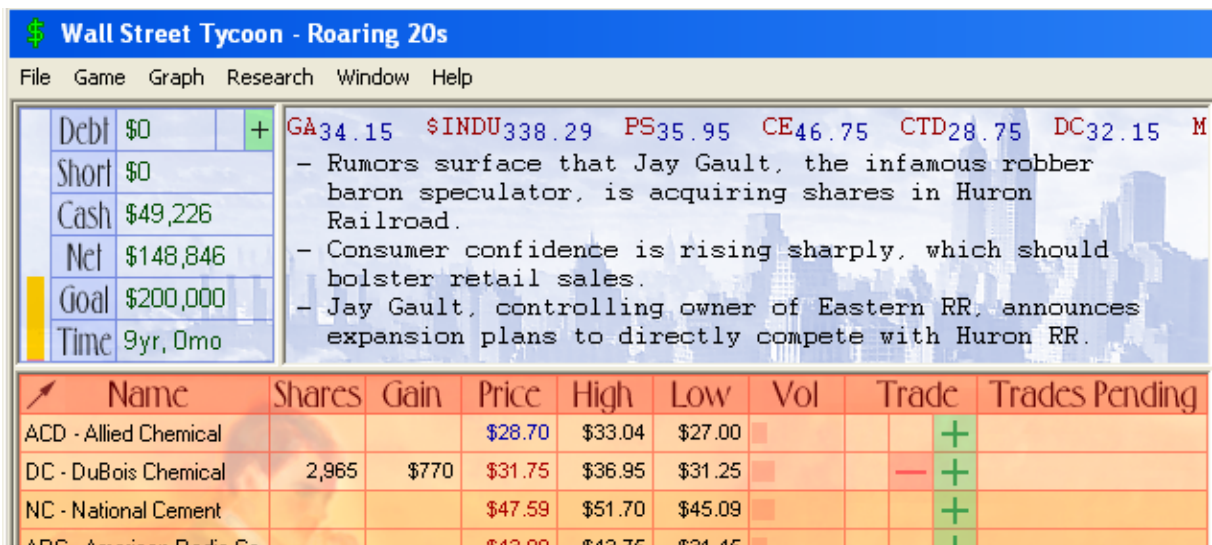 $ Wall Street Tycoon - Roaring 20s
File Game Graph Research Window Help
Debt $0 +
Short $0
Cash $49,226
Net $148,846
Goal $200,000
Time 9yr, 0mo
GA34.15 $INDU338.29 PS35.95 CE46.75 CTD28.75 DC32.15 M
- Rumors surface that Jay Gault, the infamous robber
baron speculator, is acquiring shares in Huron
Railroad.
- Consumer confidence is rising sharply, which should
bolster retail sales.
- Jay Gault, controlling owner of Eastern RR, announces
expansion plans to directly compete with Huron RR.
Name Shares Gain Price High Low Vol Trade Trades Pending
ACD - Allied Chemical $28.70 $33.04 $27.00 +
DC - DuBois Chemical 2,965 $770 $31.75 $36.95 $31.25 − +
NC - National Cement $47.59 $51.70 $45.09 +